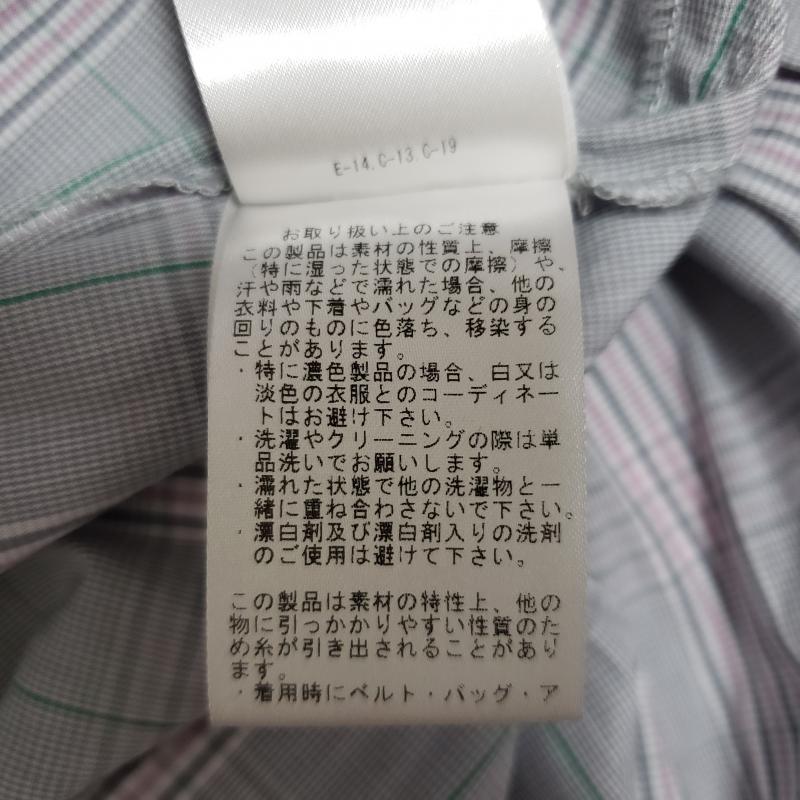 E-14.C-13.C-19
お取り扱い上のご注意
この製品は素材の性質上、摩擦
（特に湿った状態での摩擦）や、
汗や雨などで濡れた場合、他の
衣料や下着やバッグなどの身の
回りのものに色落ち、移染する
ことがあります。
・特に濃色製品の場合、白又は
淡色の衣服とのコーディネー
トはお避け下さい。
・洗濯やクリーニングの際は単
品洗いでお願いします。
・濡れた状態で他の洗濯物と一
緒に重ね合わさないで下さい。
・漂白剤及び漂白剤入りの洗剤
のご使用は避けて下さい。
この製品は素材の特性上、他の
物に引っかかりやすい性質のた
め糸が引き出されることがあり
ます。
・着用時にベルト・バッグ・ア